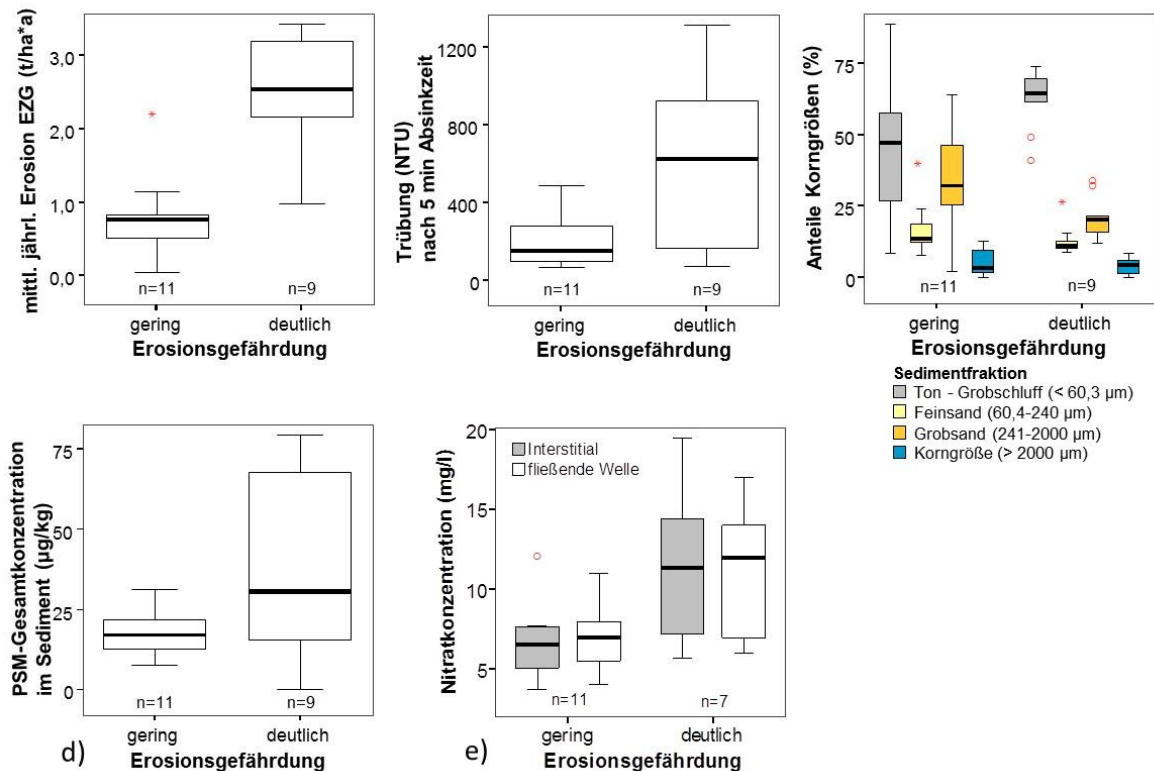 mittl. jährl. Erosion EZG (t/ha*a)
3,0
2,0
1,0
0,0
n=11
n=9
gering
deutlich
Erosionsgefährdung
Trübung (NTU)
nach 5 min Absinkzeit
1200
800
400
0
n=11
n=9
gering
deutlich
Erosionsgefährdung
Anteile Korngrößen (%)
75
50
25
0
n=11
n=9
gering
deutlich
Erosionsgefährdung
Sedimentfraktion
Ton - Grobschluff (< 60,3 µm)
Feinsand (60,4-240 µm)
Grobsand (241-2000 µm)
Korngröße (> 2000 µm)
PSM-Gesamtkonzentration
im Sediment (µg/kg)
75
50
25
0
n=11
n=9
gering
deutlich
d)
Erosionsgefährdung
Nitratkonzentration (mg/l)
20
15
10
5
Interstitial
fließende Welle
n=11
n=7
gering
deutlich
e)
Erosionsgefährdung